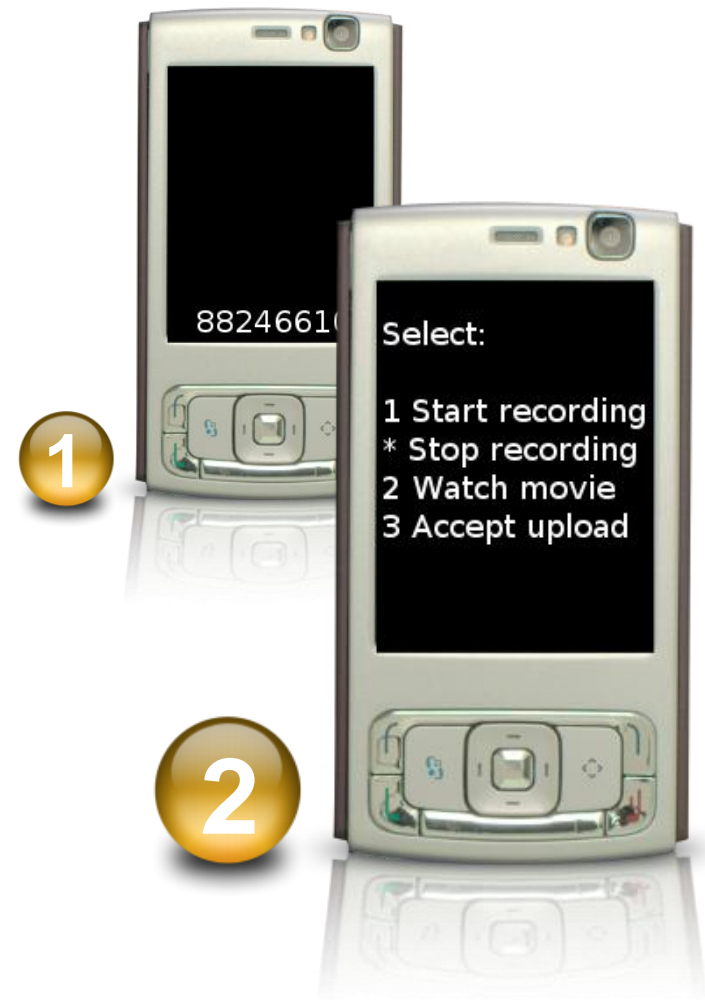 8824661
1
Select:
1 Start recording
* Stop recording
2 Watch movie
3 Accept upload
2